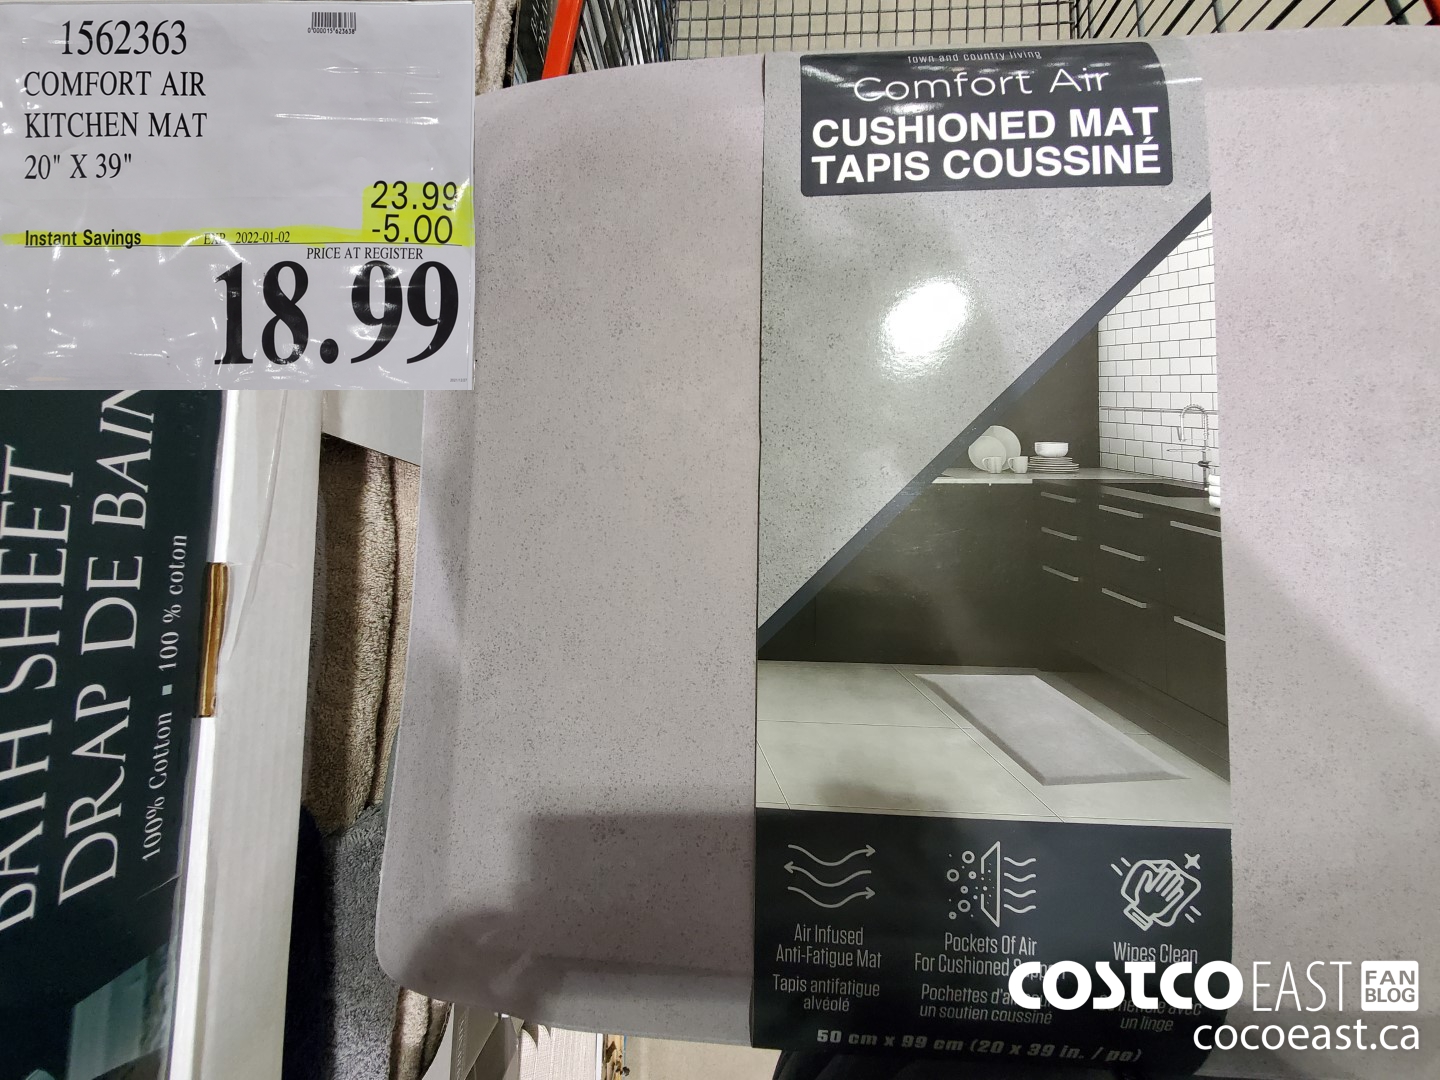 1562363
COMFORT AIR
KITCHEN MAT
20" X 39"
23.99
-5.00
Instant Savings
EXP 2022-01-02
PRICE AT REGISTER
18.99
town and country living
Comfort Air
CUSHIONED MAT
TAPIS COUSSINÉ
BATH SHEET
DRAP DE BAIN
100% Cotton ▪ 100 % coton
Air Infused
Anti-Fatigue Mat
Tapis antifatigue
alvéolé
Pockets Of Air
For Cushioned
Pochettes
un soutien coussiné
Wipes Clean
avec
un linge
50 cm x 99 cm (20 x 39 in. / po)
COSTCO EAST FAN
BLOG
cocoeast.ca